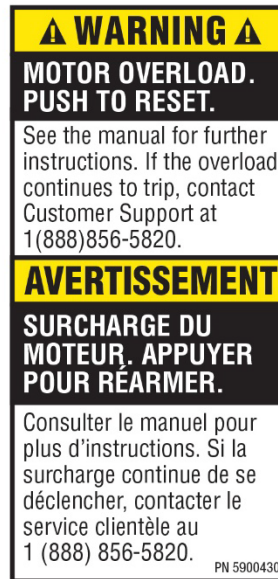 WARNING
MOTOR OVERLOAD.
PUSH TO RESET.
See the manual for further
instructions. If the overload
continues to trip, contact
Customer Support at
1(888)856-5820.
AVERTISSEMENT
SURCHARGE DU
MOTEUR. APPUYER
POUR RÉARMER.
Consulter le manuel pour
plus d'instructions. Si la
surcharge continue de se
déclencher, contacter le
service clientèle au
1 (888) 856-5820.
PN 5900430